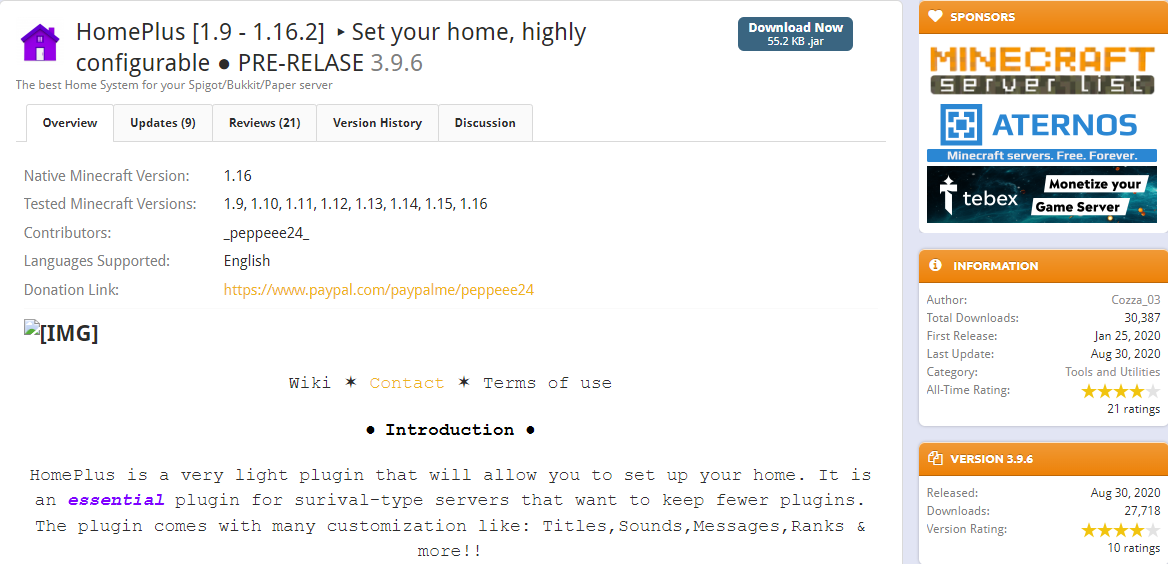 HomePlus [1.9 - 1.16.2] ‣ Set your home, highly
configurable ● PRE-RELASE 3.9.6
The best Home System for your Spigot/Bukkit/Paper server
Download Now
55.2 KB .jar
Overview Updates (9) Reviews (21) Version History Discussion
Native Minecraft Version: 1.16
Tested Minecraft Versions: 1.9, 1.10, 1.11, 1.12, 1.13, 1.14, 1.15, 1.16
Contributors: _peppeee24_
Languages Supported: English
Donation Link: https://www.paypal.com/paypalme/peppeee24
[IMG]
Wiki ✶ Contact ✶ Terms of use
● Introduction ●
HomePlus is a very light plugin that will allow you to set up your home. It is
an essential plugin for surival-type servers that want to keep fewer plugins.
The plugin comes with many customization like: Titles,Sounds,Messages,Ranks &
more!!
SPONSORS
MINECRAFT
server list
ATERNOS
Minecraft servers. Free. Forever.
tebex
Monetize your
Game Server
INFORMATION
Author: Cozza_03
Total Downloads: 30,387
First Release: Jan 25, 2020
Last Update: Aug 30, 2020
Category: Tools and Utilities
All-Time Rating:
21 ratings
VERSION 3.9.6
Released: Aug 30, 2020
Downloads: 27,718
Version Rating:
10 ratings